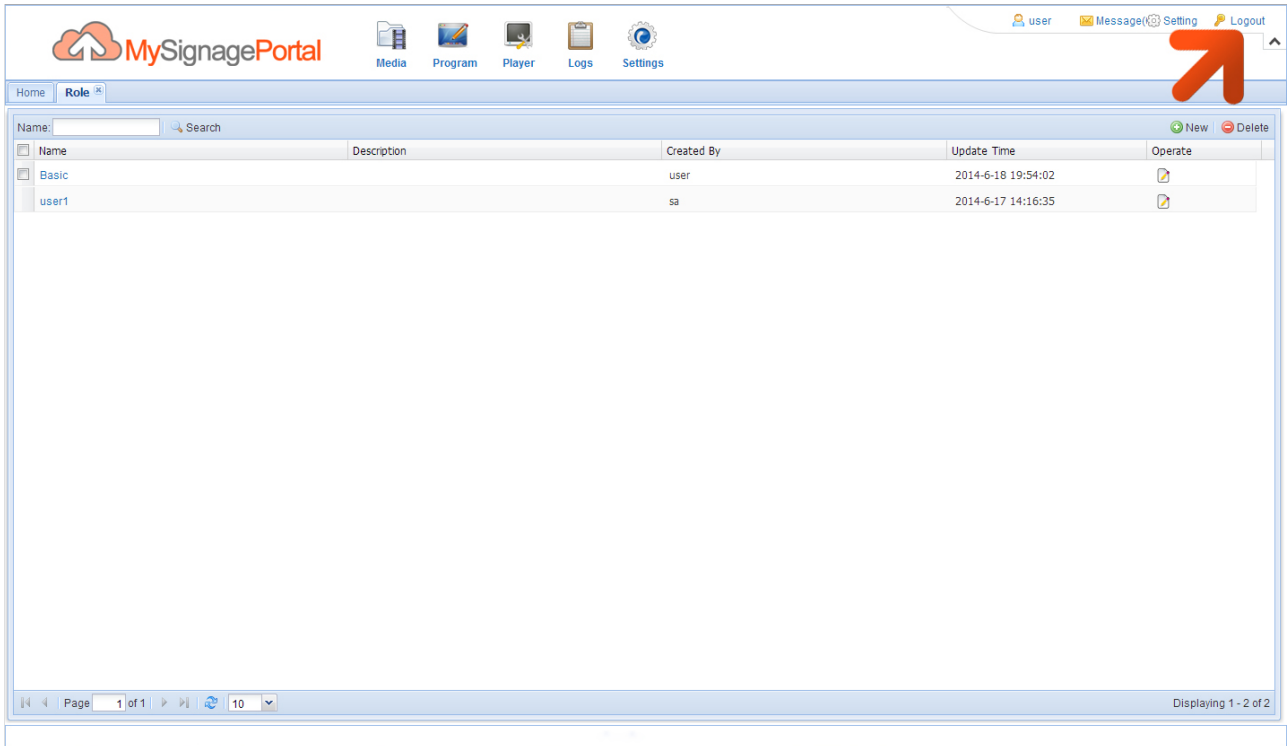 user Message( Setting Logout
MySignagePortal
Media Program Player Logs Settings
Home Role
Name: Search New Delete
Name Description Created By Update Time Operate
Basic user 2014-6-18 19:54:02
user1 sa 2014-6-17 14:16:35
Page 1 of 1 10 Displaying 1 - 2 of 2